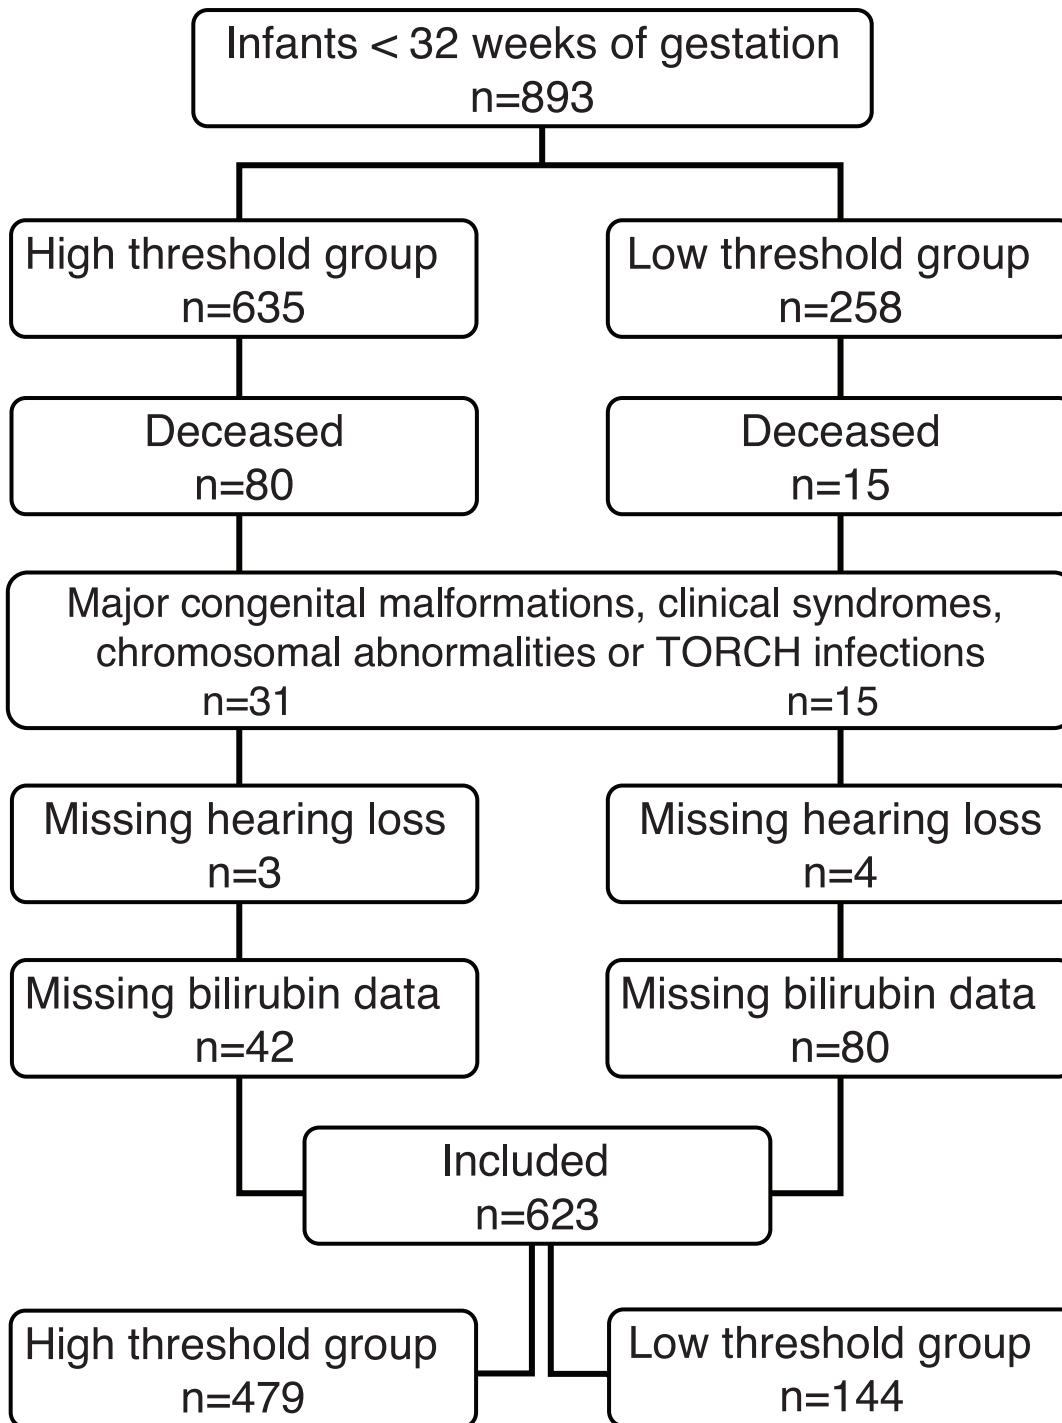 Infants < 32 weeks of gestation
n=893
High threshold group
n=635
Low threshold group
n=258
Deceased
n=80
Deceased
n=15
Major congenital malformations, clinical syndromes,
chromosomal abnormalities or TORCH infections
n=31
n=15
Missing hearing loss
n=3
Missing hearing loss
n=4
Missing bilirubin data
n=42
Missing bilirubin data
n=80
Included
n=623
High threshold group
n=479
Low threshold group
n=144